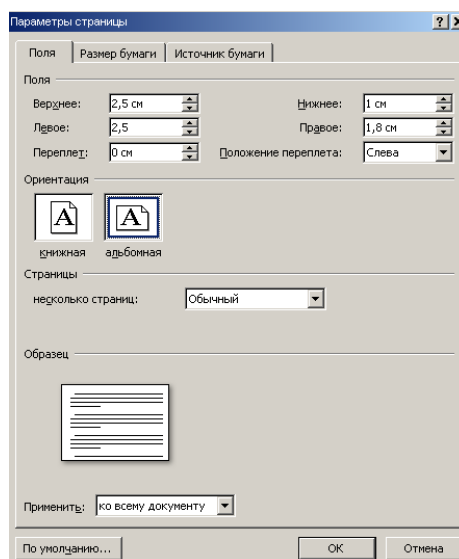 Параметры страницы
Поля Размер бумаги Источник бумаги
Поля
Верхнее: 2,5 см Нижнее: 1 см
Левое: 2,5 Правое: 1,8 см
Переплет: 0 см Положение переплета: Слева
Ориентация
A A
книжная альбомная
Страницы
несколько страниц: Обычный
Образец
Применить: ко всему документу
По умолчанию... ОК Отмена